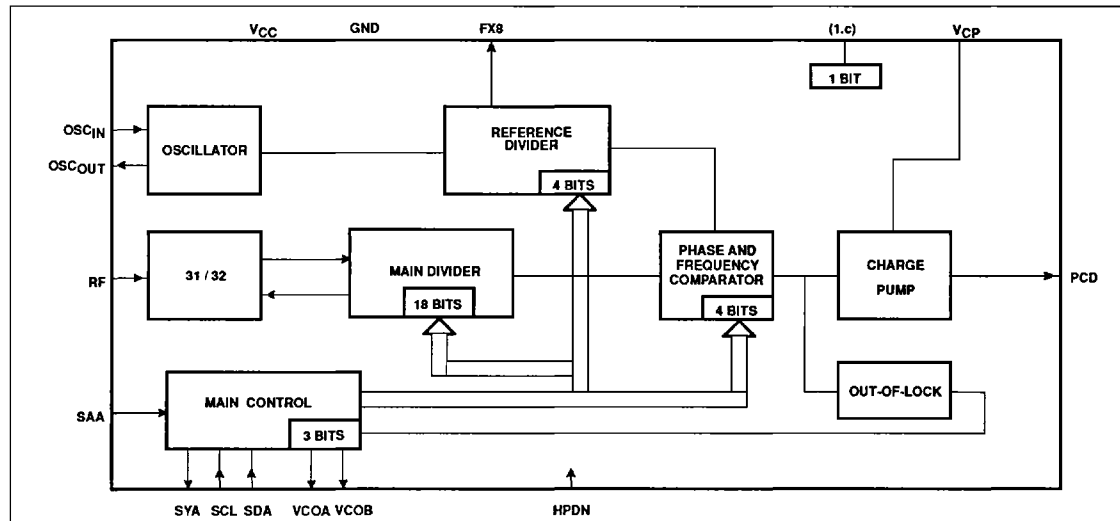 VCC GND FX8 (1.c) VCP
1 BIT
OSCIN
OSCOUT
OSCILLATOR
REFERENCE
DIVIDER
4 BITS
RF
31 / 32
MAIN DIVIDER
18 BITS
PHASE AND
FREQUENCY
COMPARATOR
4 BITS
CHARGE
PUMP
PCD
OUT-OF-LOCK
SAA
MAIN CONTROL
3 BITS
SYA SCL SDA VCOA VCOB HPDN